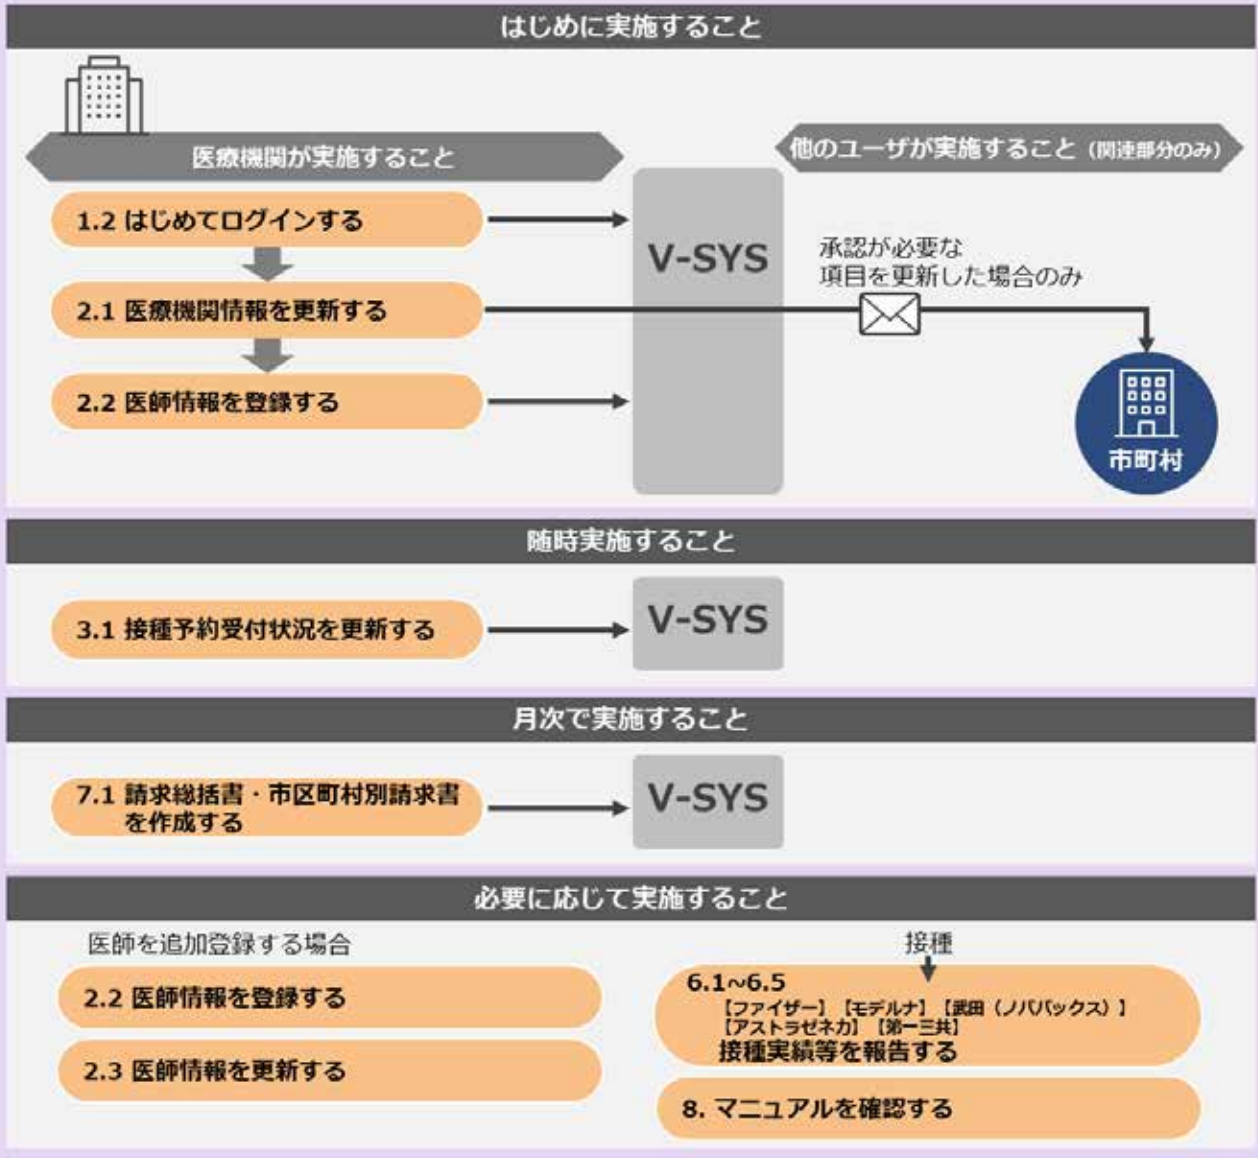 はじめに実施すること
医療機関が実施すること
他のユーザが実施すること（関連部分のみ）
1.2 はじめてログインする
V-SYS
承認が必要な
項目を更新した場合のみ
2.1 医療機関情報を更新する
2.2 医師情報を登録する
市町村
随時実施すること
3.1 接種予約受付状況を更新する
V-SYS
月次で実施すること
7.1 請求総括書・市区町村別請求書
を作成する
V-SYS
必要に応じて実施すること
医師を追加登録する場合
2.2 医師情報を登録する
2.3 医師情報を更新する
接種
6.1~6.5
【ファイザー】【モデルナ】【武田（ノババックス）】
【アストラゼネカ】【第一三共】
接種実績等を報告する
8. マニュアルを確認する